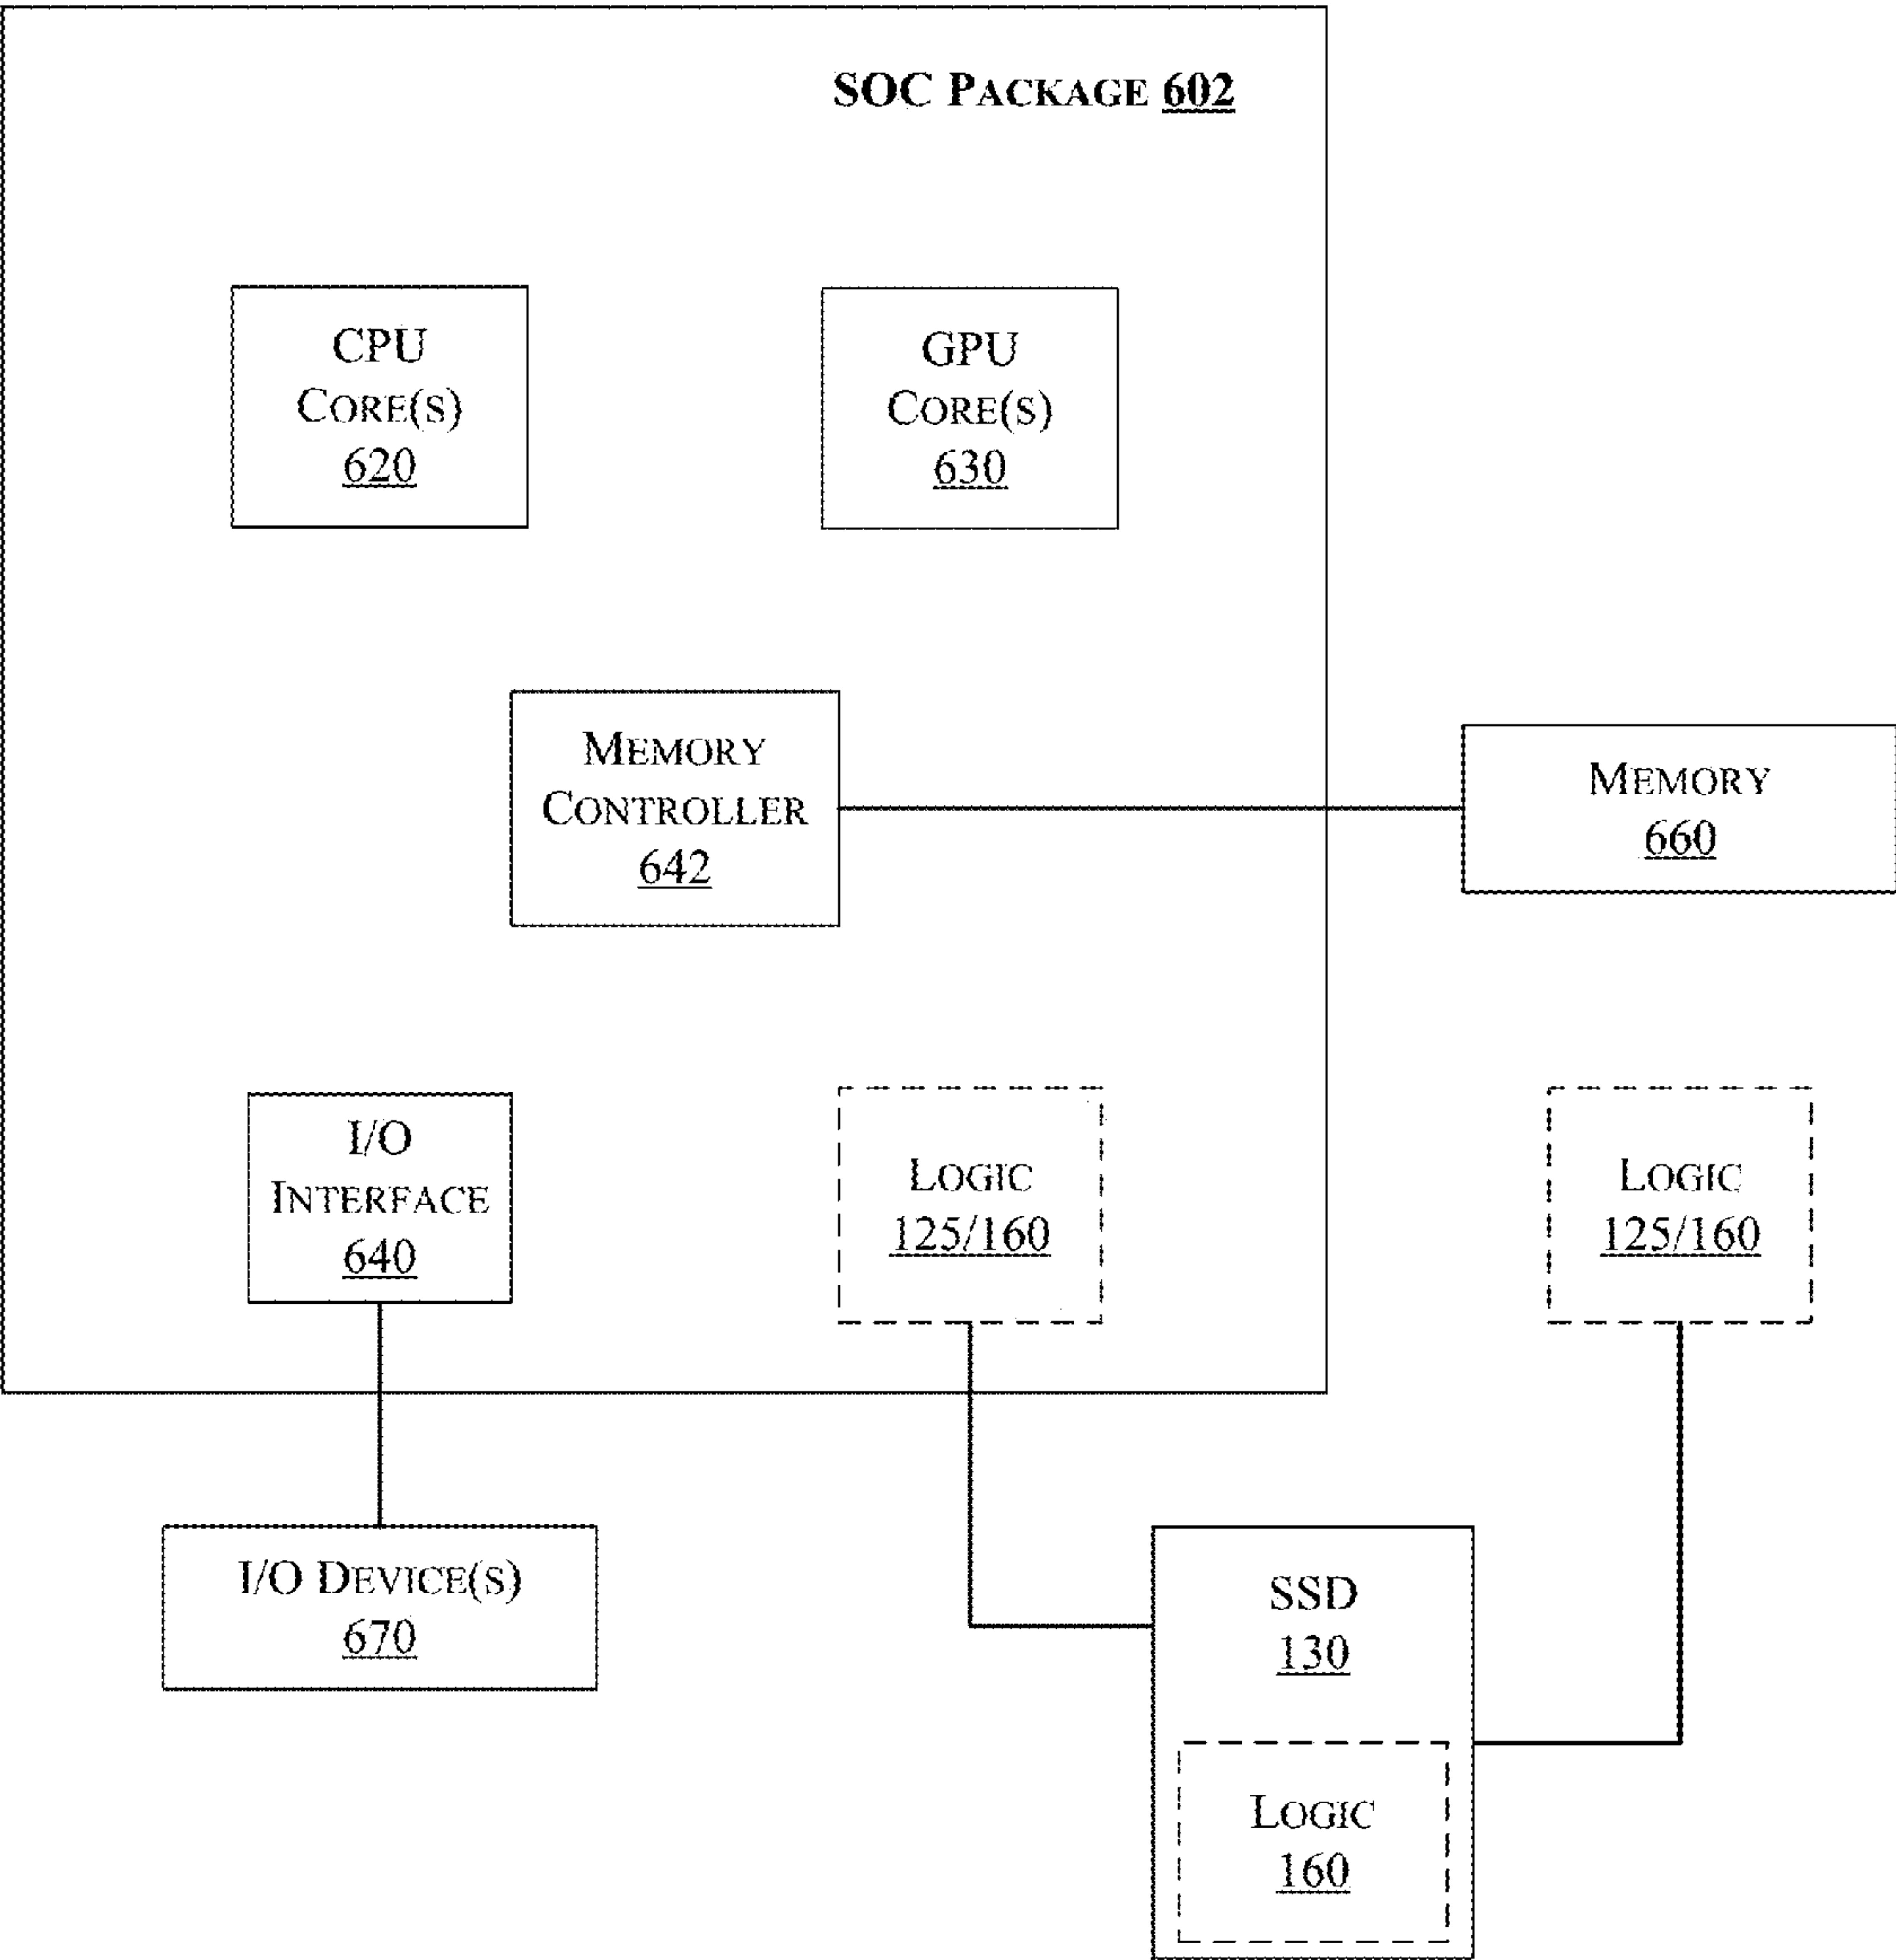 SOC PACKAGE 602
CPU
CORE(S)
620
GPU
CORE(S)
630
MEMORY
CONTROLLER
642
MEMORY
660
I/O
INTERFACE
640
LOGIC
125/160
LOGIC
125/160
I/O DEVICE(S)
670
SSD
130
LOGIC
160